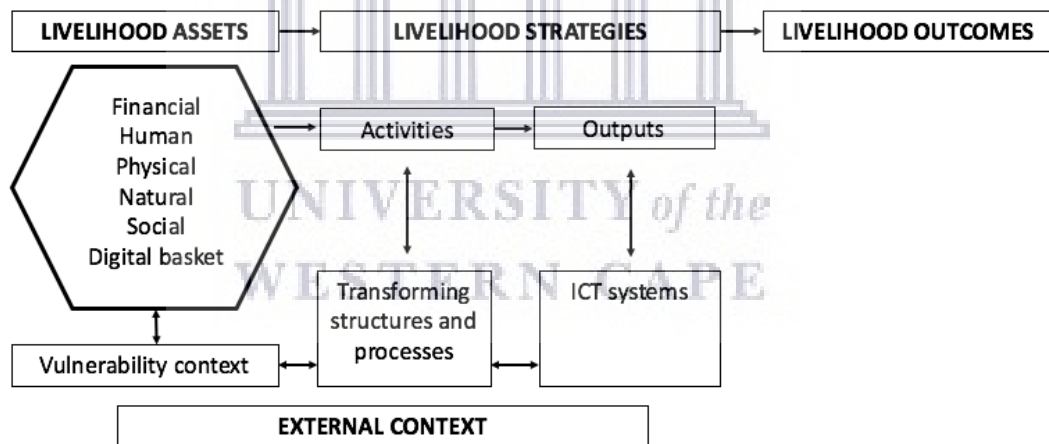 LIVELIHOOD ASSETS
LIVELIHOOD STRATEGIES
LIVELIHOOD OUTCOMES
Financial
Human
Physical
Natural
Social
Digital basket
Activities
Outputs
UNIVERSITY of the
WESTERN CAPE
Transforming
structures and
processes
ICT systems
Vulnerability context
EXTERNAL CONTEXT